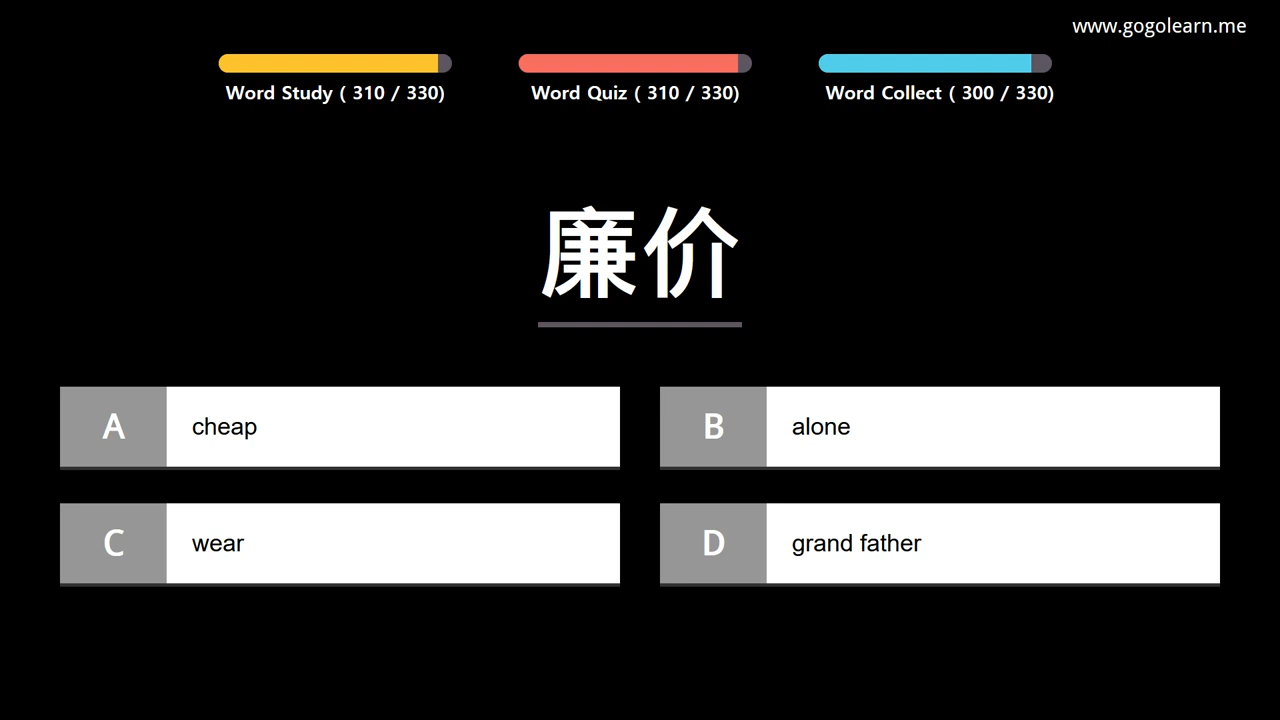 www.gogolearn.me
Word Study ( 310 / 330)
Word Quiz ( 310 / 330)
Word Collect ( 300 / 330)
廉价
A cheap
B alone
C wear
D grand father